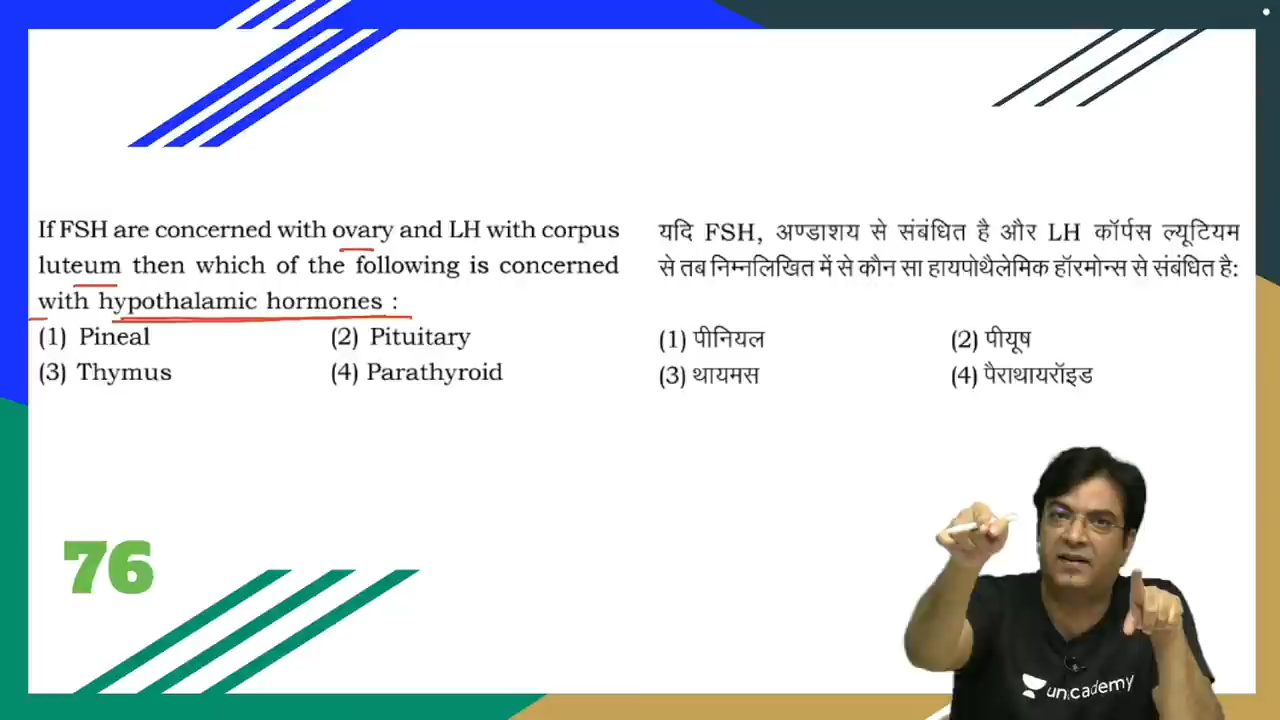 If FSH are concerned with ovary and LH with corpus
luteum then which of the following is concerned
with hypothalamic hormones :
(1) Pineal (2) Pituitary
(3) Thymus (4) Parathyroid
यदि FSH, अण्डाशय से संबंधित है और LH कॉर्पस ल्यूटियम
से तब निम्नलिखित में से कौन सा हायपोथैलेमिक हॉरमोन्स से संबंधित है:
(1) पीनियल (2) पीयूष
(3) थायमस (4) पैराथायरॉइड
76
unacademy